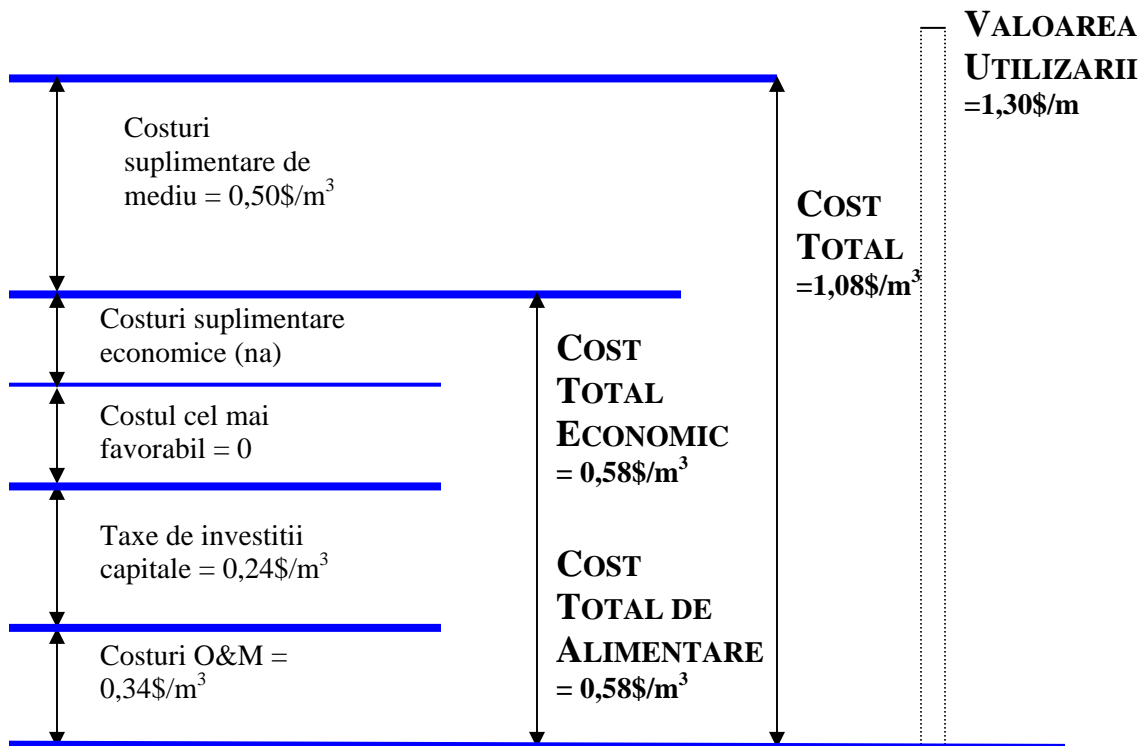 VALOAREA
UTILIZARII
=1,30$/m
Costuri
suplimentare de
mediu = 0,50$/m³
COST
TOTAL
=1,08$/m³
Costuri suplimentare
economice (na)
COST
TOTAL
ECONOMIC
= 0,58$/m³
Costul cel mai
favorabil = 0
Taxe de investitii
capitale = 0,24$/m³
COST
TOTAL DE
ALIMENTARE
= 0,58$/m³
Costuri O&M =
0,34$/m³